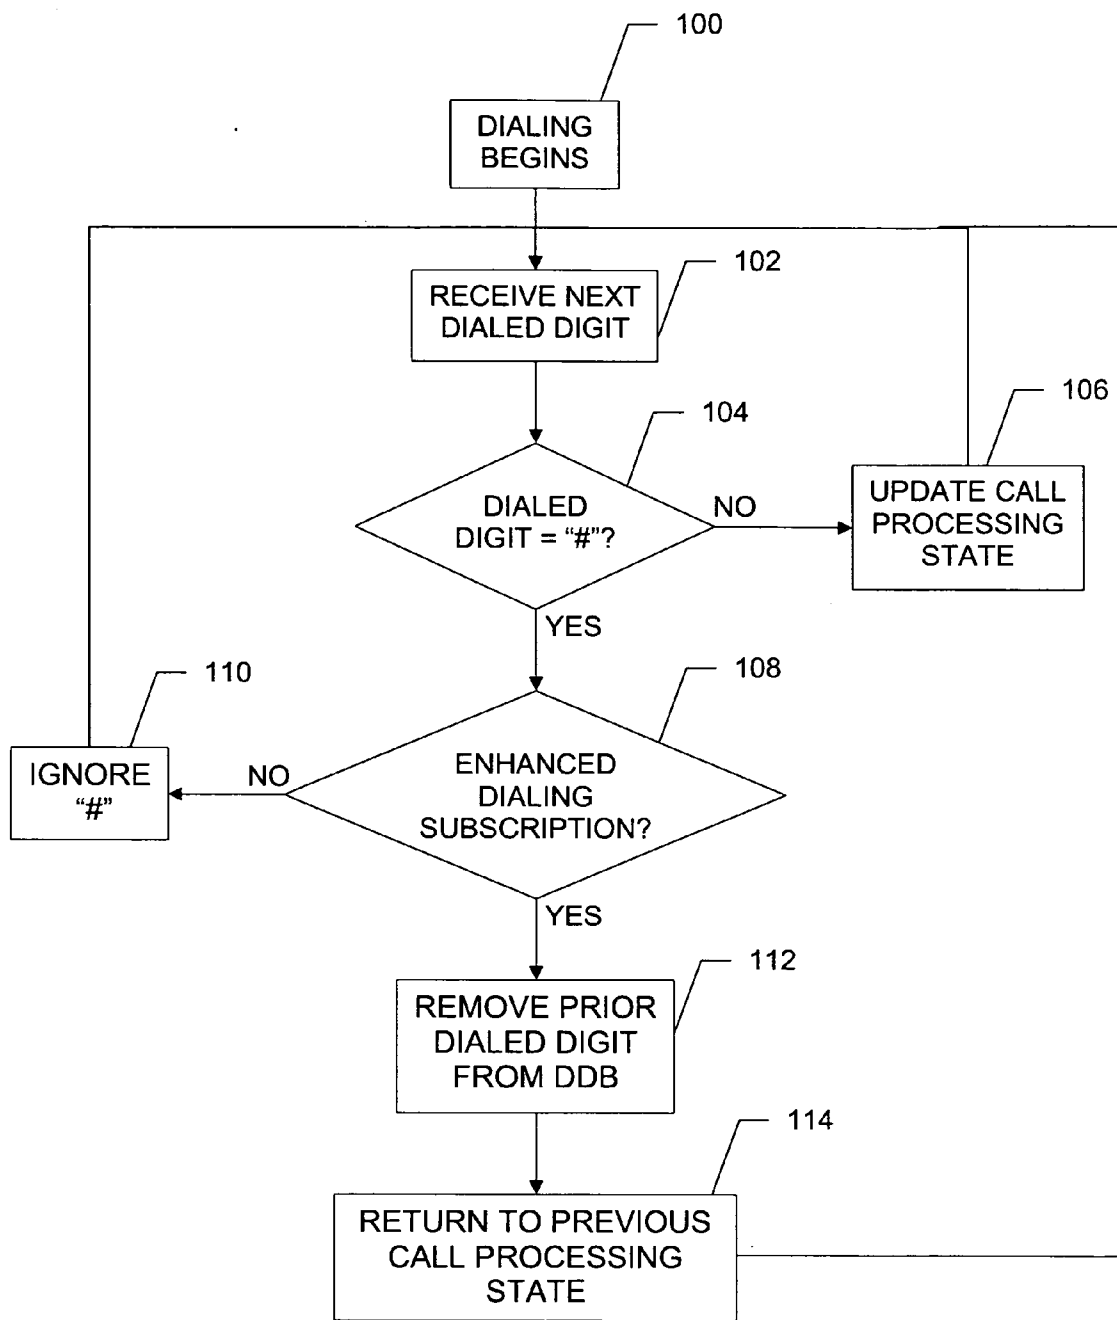 100
DIALING
BEGINS
102
RECEIVE NEXT
DIALED DIGIT
104
106
DIALED
DIGIT = “#”?
NO
UPDATE CALL
PROCESSING
STATE
YES
110
108
IGNORE
“#”
NO
ENHANCED
DIALING
SUBSCRIPTION?
YES
112
REMOVE PRIOR
DIALED DIGIT
FROM DDB
114
RETURN TO PREVIOUS
CALL PROCESSING
STATE